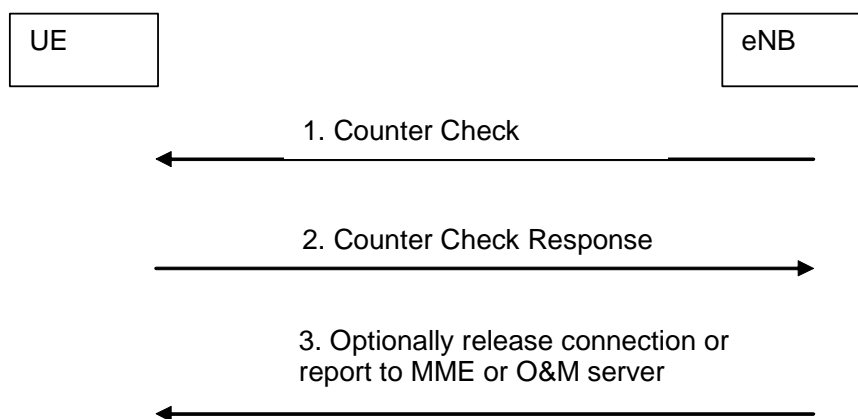 UE
eNB
1. Counter Check
2. Counter Check Response
3. Optionally release connection or
report to MME or O&M server